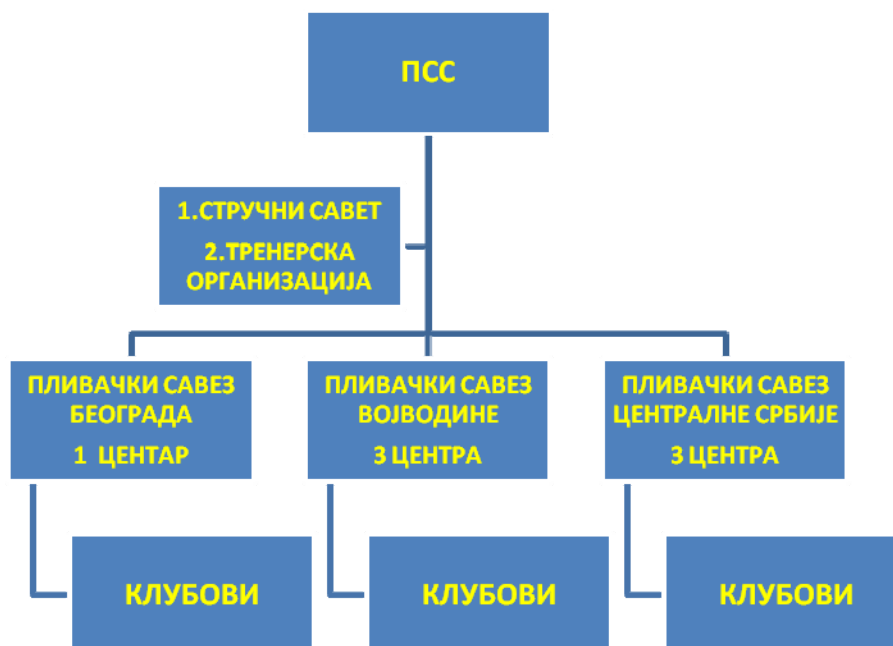 ПСС
1.СТРУЧНИ САВЕТ
2.ТРЕНЕРСКА
ОРГАНИЗАЦИЈА
ПЛИВАЧКИ САВЕЗ
БЕОГРАДА
1 ЦЕНТАР
ПЛИВАЧКИ САВЕЗ
ВОЈВОДИНЕ
3 ЦЕНТРА
ПЛИВАЧКИ САВЕЗ
ЦЕНТРАЛНЕ СРБИЈЕ
3 ЦЕНТРА
КЛУБОВИ
КЛУБОВИ
КЛУБОВИ